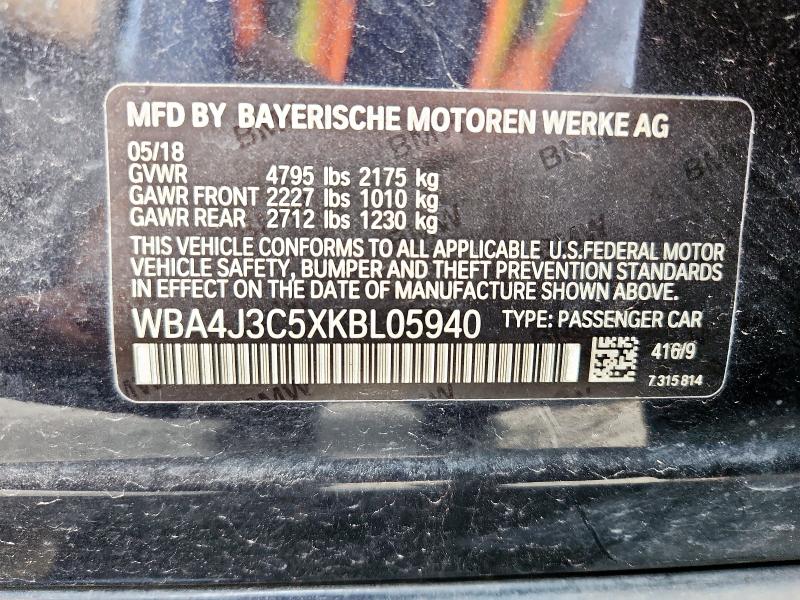 MFD BY BAYERISCHE MOTOREN WERKE AG
05/18
GVWR 4795 lbs 2175 kg
GAWR FRONT 2227 lbs 1010 kg
GAWR REAR 2712 lbs 1230 kg
THIS VEHICLE CONFORMS TO ALL APPLICABLE U.S.FEDERAL MOTOR
VEHICLE SAFETY, BUMPER AND THEFT PREVENTION STANDARDS
IN EFFECT ON THE DATE OF MANUFACTURE SHOWN ABOVE.
WBA4J3C5XKBL05940 TYPE: PASSENGER CAR
416/9
7 315 814